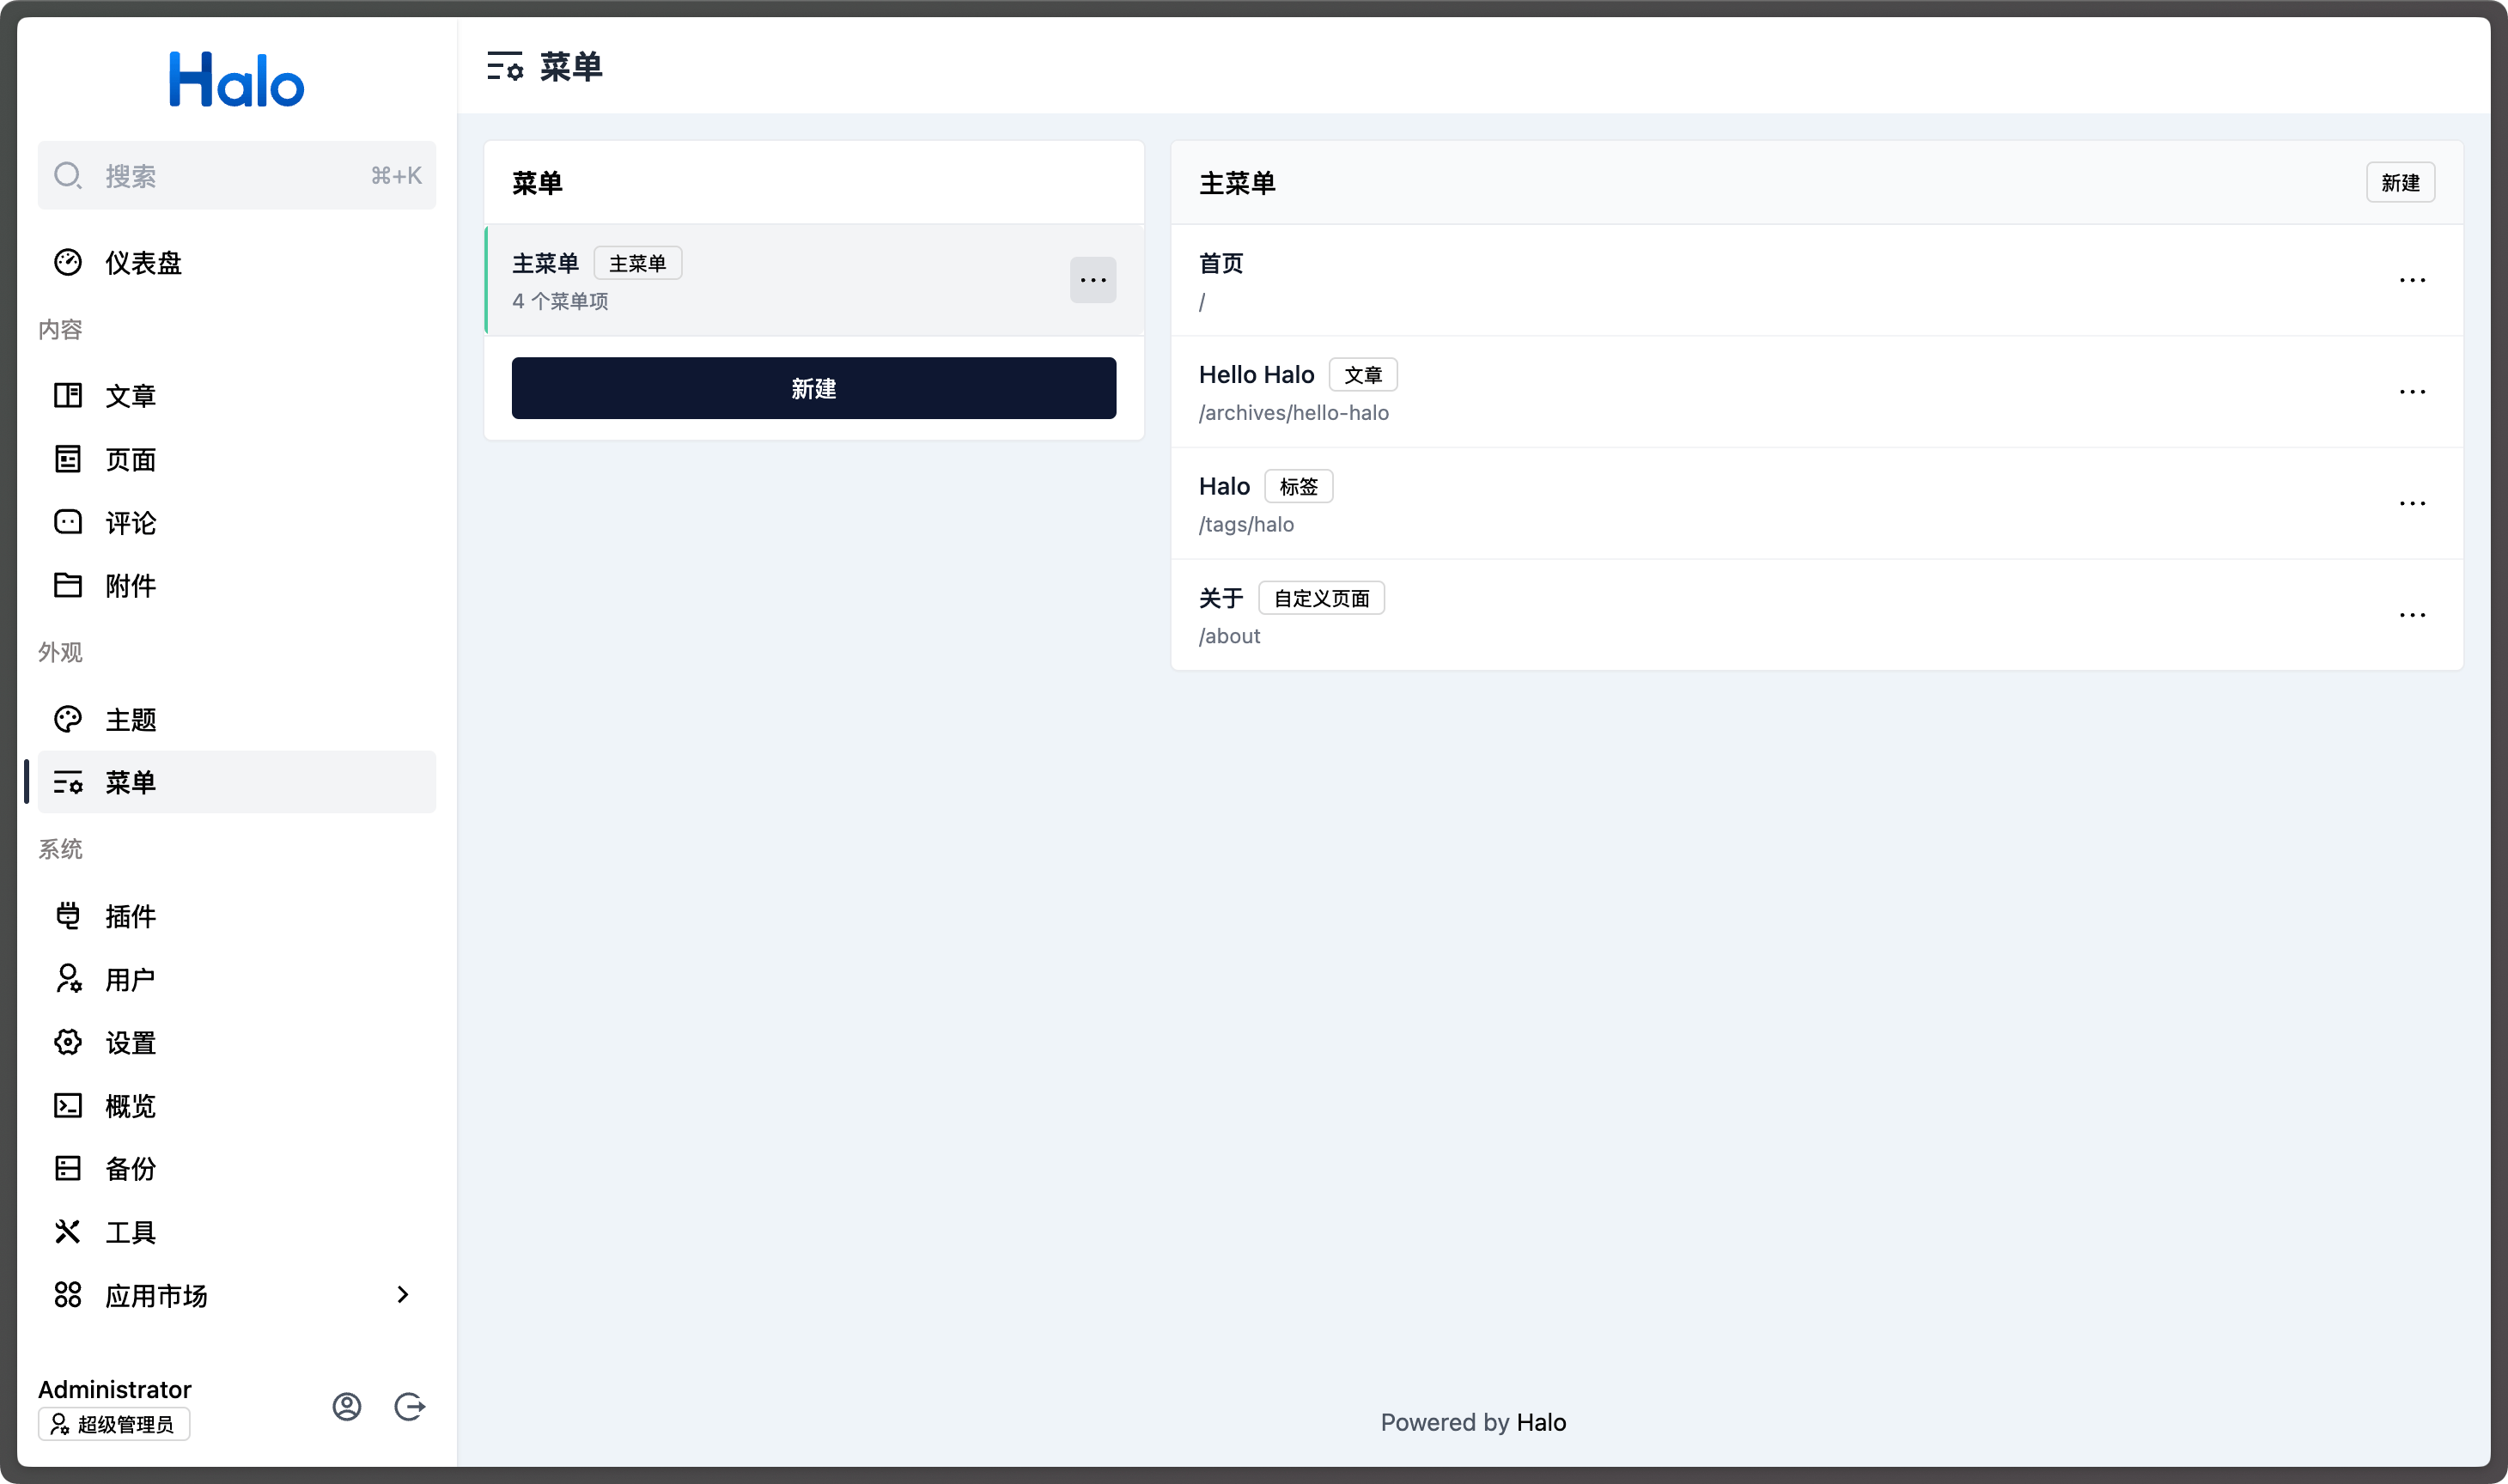 Halo
搜索 ⌘+K
仪表盘
内容
文章
页面
评论
附件
外观
主题
菜单
系统
插件
用户
设置
概览
备份
工具
应用市场
Administrator
超级管理员
菜单
菜单
主菜单 主菜单
4 个菜单项
新建
主菜单 新建
首页
/
Hello Halo 文章
/archives/hello-halo
Halo 标签
/tags/halo
关于 自定义页面
/about
Powered by Halo